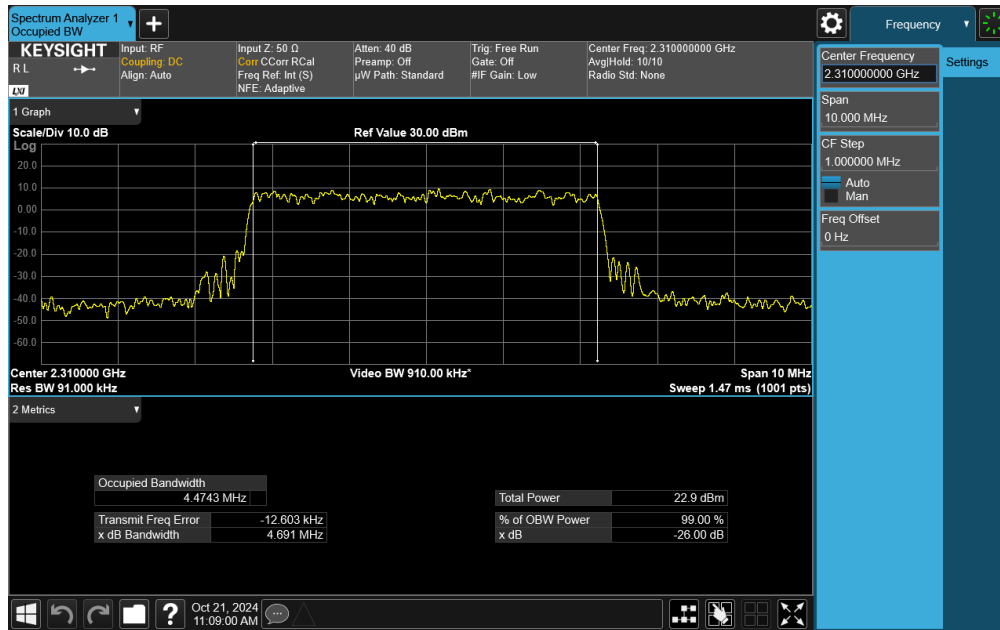 Spectrum Analyzer 1
Occupied BW
Frequency
KEYSIGHT
R L
LXI
Input: RF
Coupling: DC
Align: Auto
Input Z: 50 Ω
Corr CCorr RCal
Freq Ref: Int (S)
NFE: Adaptive
Atten: 40 dB
Preamp: Off
µW Path: Standard
Trig: Free Run
Gate: Off
#IF Gain: Low
Center Freq: 2.310000000 GHz
Avg|Hold: 10/10
Radio Std: None
Center Frequency
2.310000000 GHz
Settings
Span
10.000 MHz
CF Step
1.000000 MHz
Auto
Man
Freq Offset
0 Hz
1 Graph
Scale/Div 10.0 dB
Ref Value 30.00 dBm
Log
20.0
10.0
0.00
-10.0
-20.0
-30.0
-40.0
-50.0
-60.0
Center 2.310000 GHz
Video BW 910.00 kHz*
Span 10 MHz
Res BW 91.000 kHz
Sweep 1.47 ms (1001 pts)
2 Metrics
Occupied Bandwidth
4.4743 MHz
Total Power 22.9 dBm
Transmit Freq Error -12.603 kHz
% of OBW Power 99.00 %
x dB Bandwidth 4.691 MHz
x dB -26.00 dB
?
Oct 21, 2024
11:09:00 AM